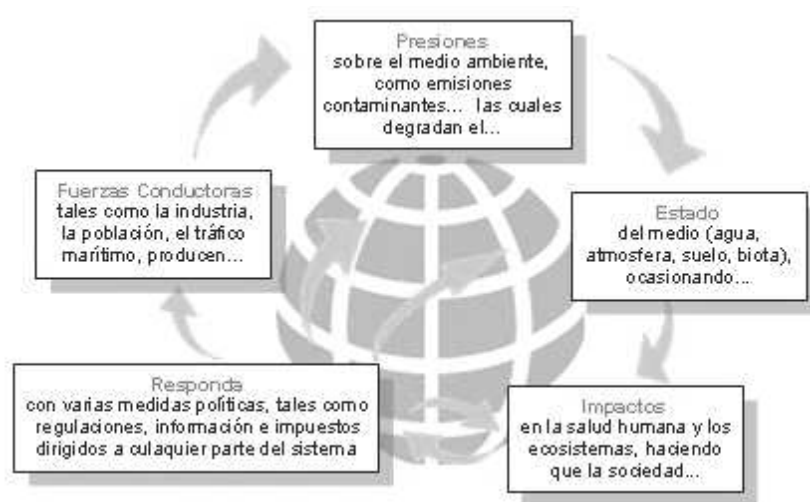 Presiones
sobre el medio ambiente,
como emisiones
contaminantes... las cuales
degradan el...
Fuerzas Conductoras
tales como la industria,
la población, el tráfico
marítimo, producen...
Estado
del medio (agua,
atmosfera, suelo, biota),
ocasionando...
Responda
con varias medidas políticas, tales como
regulaciones, información e impuestos
dirigidos a culaquier parte del sistema
Impactos
en la salud humana y los
ecosistemas, haciendo
que la sociedad...